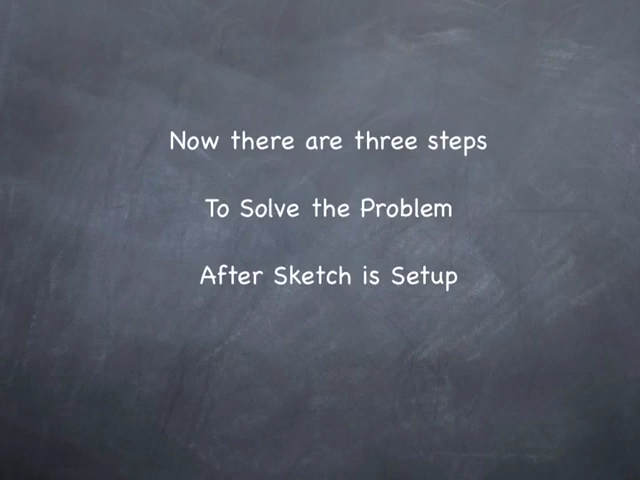 Now there are three steps
To Solve the Problem
After Sketch is Setup